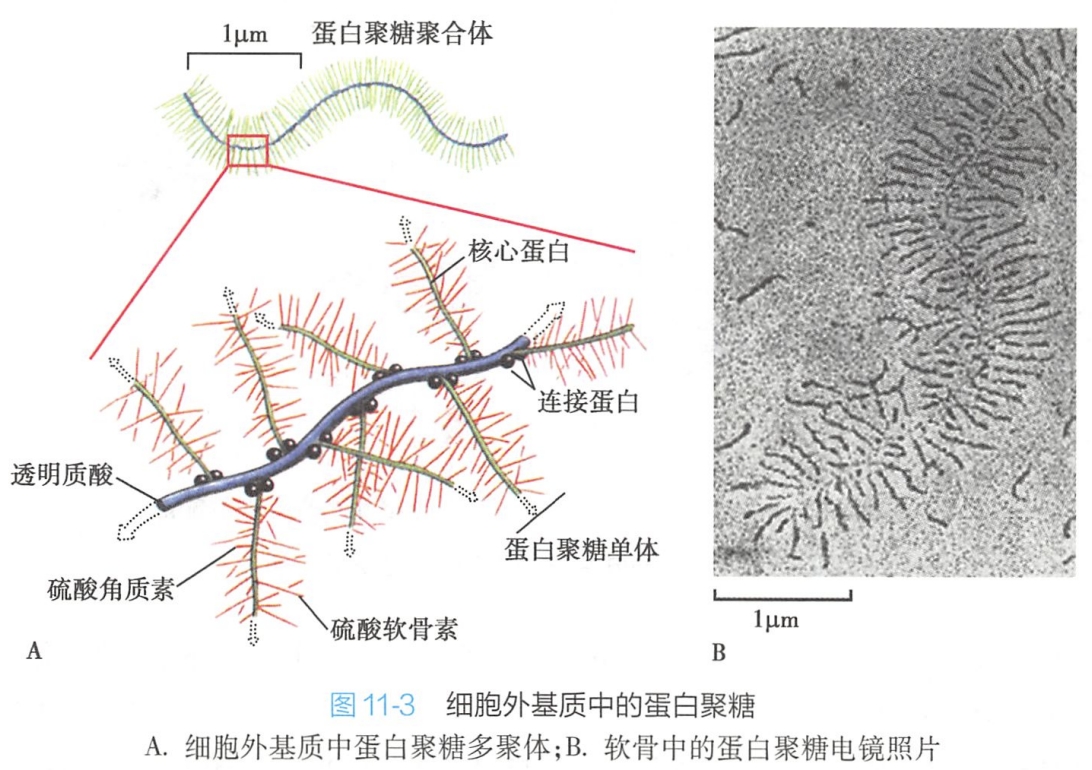 1μm 蛋白聚糖聚合体
核心蛋白
连接蛋白
透明质酸
蛋白聚糖单体
硫酸角质素
硫酸软骨素
A
1μm
B
图 11-3 细胞外基质中的蛋白聚糖
A. 细胞外基质中蛋白聚糖多聚体;B. 软骨中的蛋白聚糖电镜照片